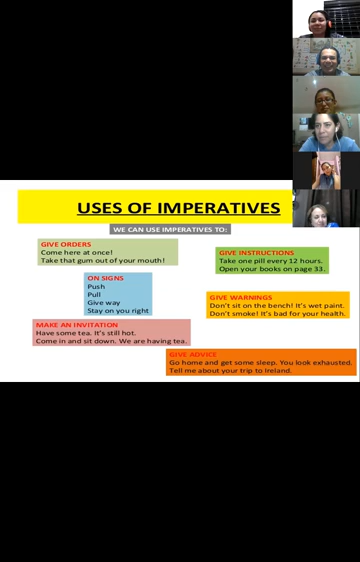 USES OF IMPERATIVES
WE CAN USE IMPERATIVES TO:
GIVE ORDERS
Come here at once!
Take that gum out of your mouth!
GIVE INSTRUCTIONS
Take one pill every 12 hours.
Open your books on page 33.
ON SIGNS
Push
Pull
Give way
Stay on you right
GIVE WARNINGS
Don't sit on the bench! It's wet paint.
Don't smoke! It's bad for your health.
MAKE AN INVITATION
Have some tea. It's still hot.
Come in and sit down. We are having tea.
GIVE ADVICE
Go home and get some sleep. You look exhausted.
Tell me about your trip to Ireland.